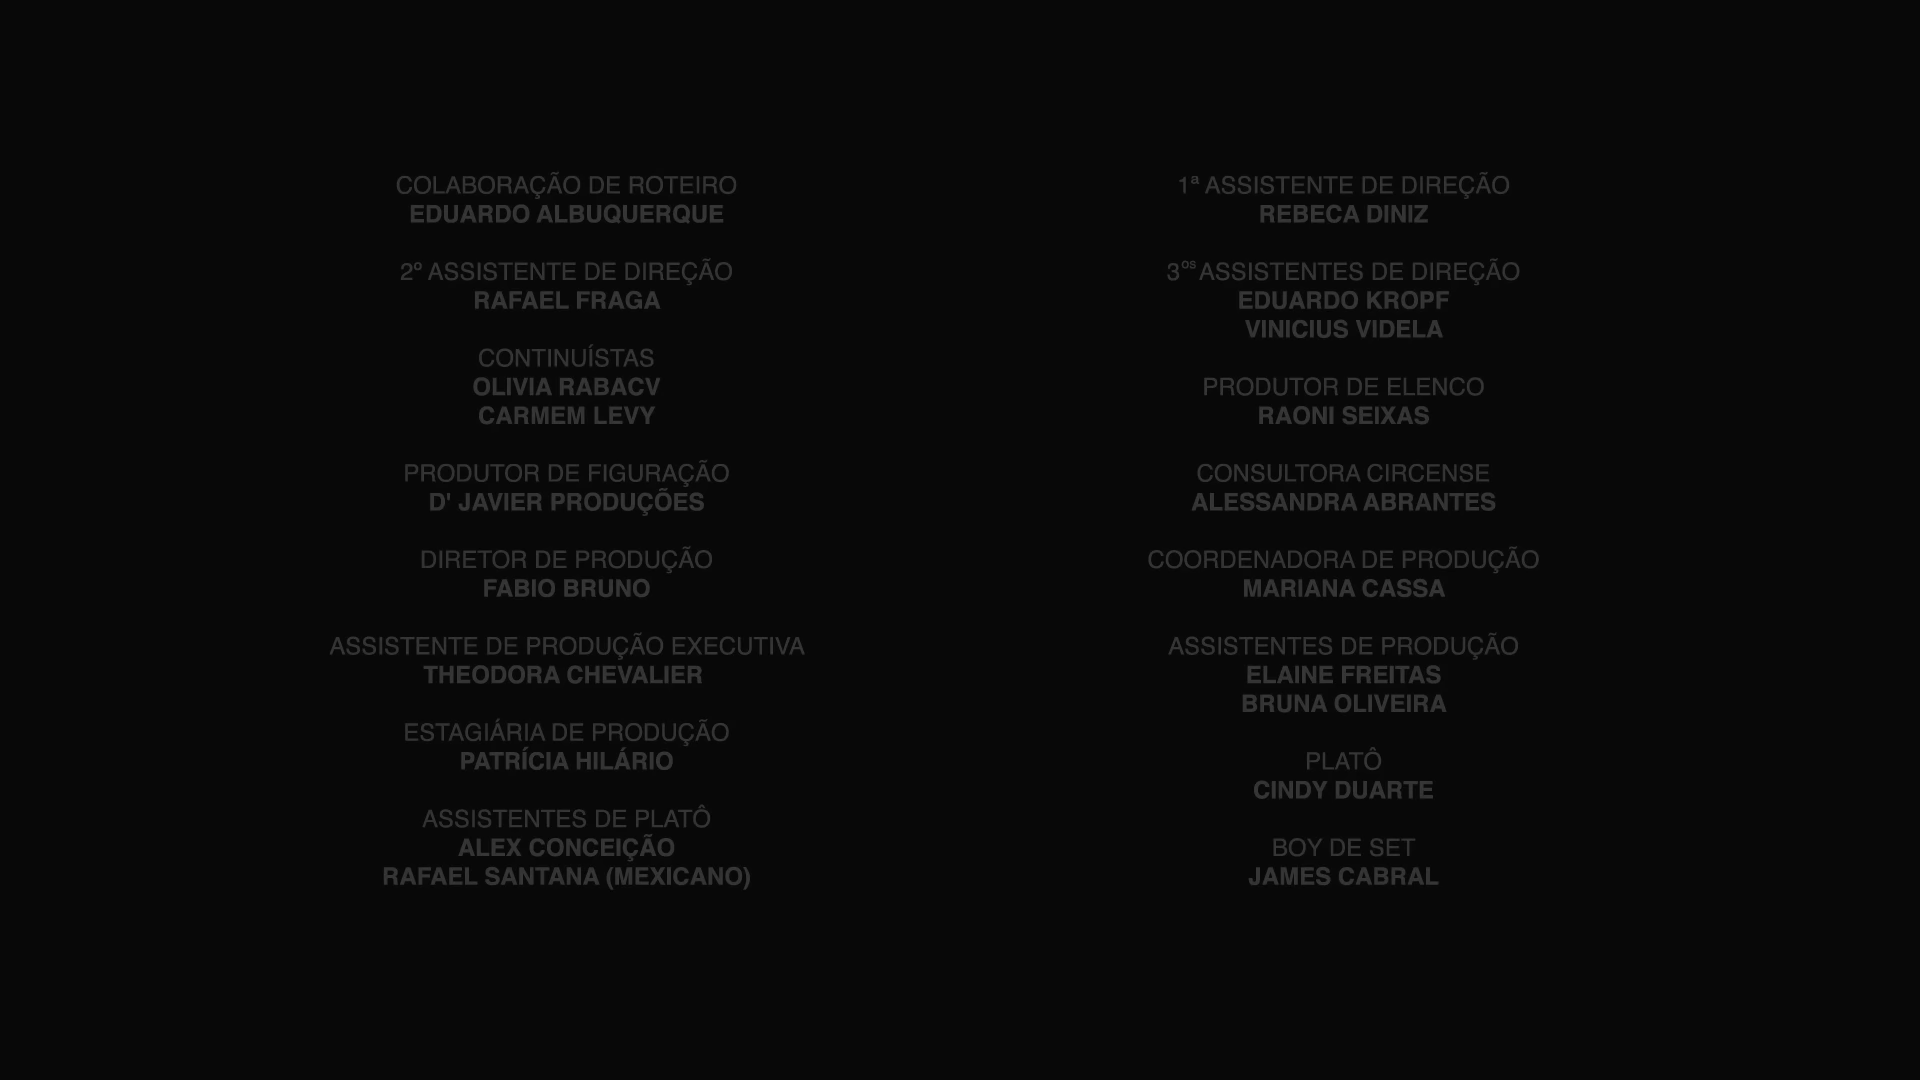 COLABORAÇÃO DE ROTEIRO
EDUARDO ALBUQUERQUE
2º ASSISTENTE DE DIREÇÃO
RAFAEL FRAGA
CONTINUÍSTAS
OLIVIA RABACV
CARMEM LEVY
PRODUTOR DE FIGURAÇÃO
D' JAVIER PRODUÇÕES
DIRETOR DE PRODUÇÃO
FABIO BRUNO
ASSISTENTE DE PRODUÇÃO EXECUTIVA
THEODORA CHEVALIER
ESTAGIÁRIA DE PRODUÇÃO
PATRÍCIA HILÁRIO
ASSISTENTES DE PLATÔ
ALEX CONCEIÇÃO
RAFAEL SANTANA (MEXICANO)
1ª ASSISTENTE DE DIREÇÃO
REBECA DINIZ
3os ASSISTENTES DE DIREÇÃO
EDUARDO KROPF
VINICIUS VIDELA
PRODUTOR DE ELENCO
RAONI SEIXAS
CONSULTORA CIRCENSE
ALESSANDRA ABRANTES
COORDENADORA DE PRODUÇÃO
MARIANA CASSA
ASSISTENTES DE PRODUÇÃO
ELAINE FREITAS
BRUNA OLIVEIRA
PLATÔ
CINDY DUARTE
BOY DE SET
JAMES CABRAL